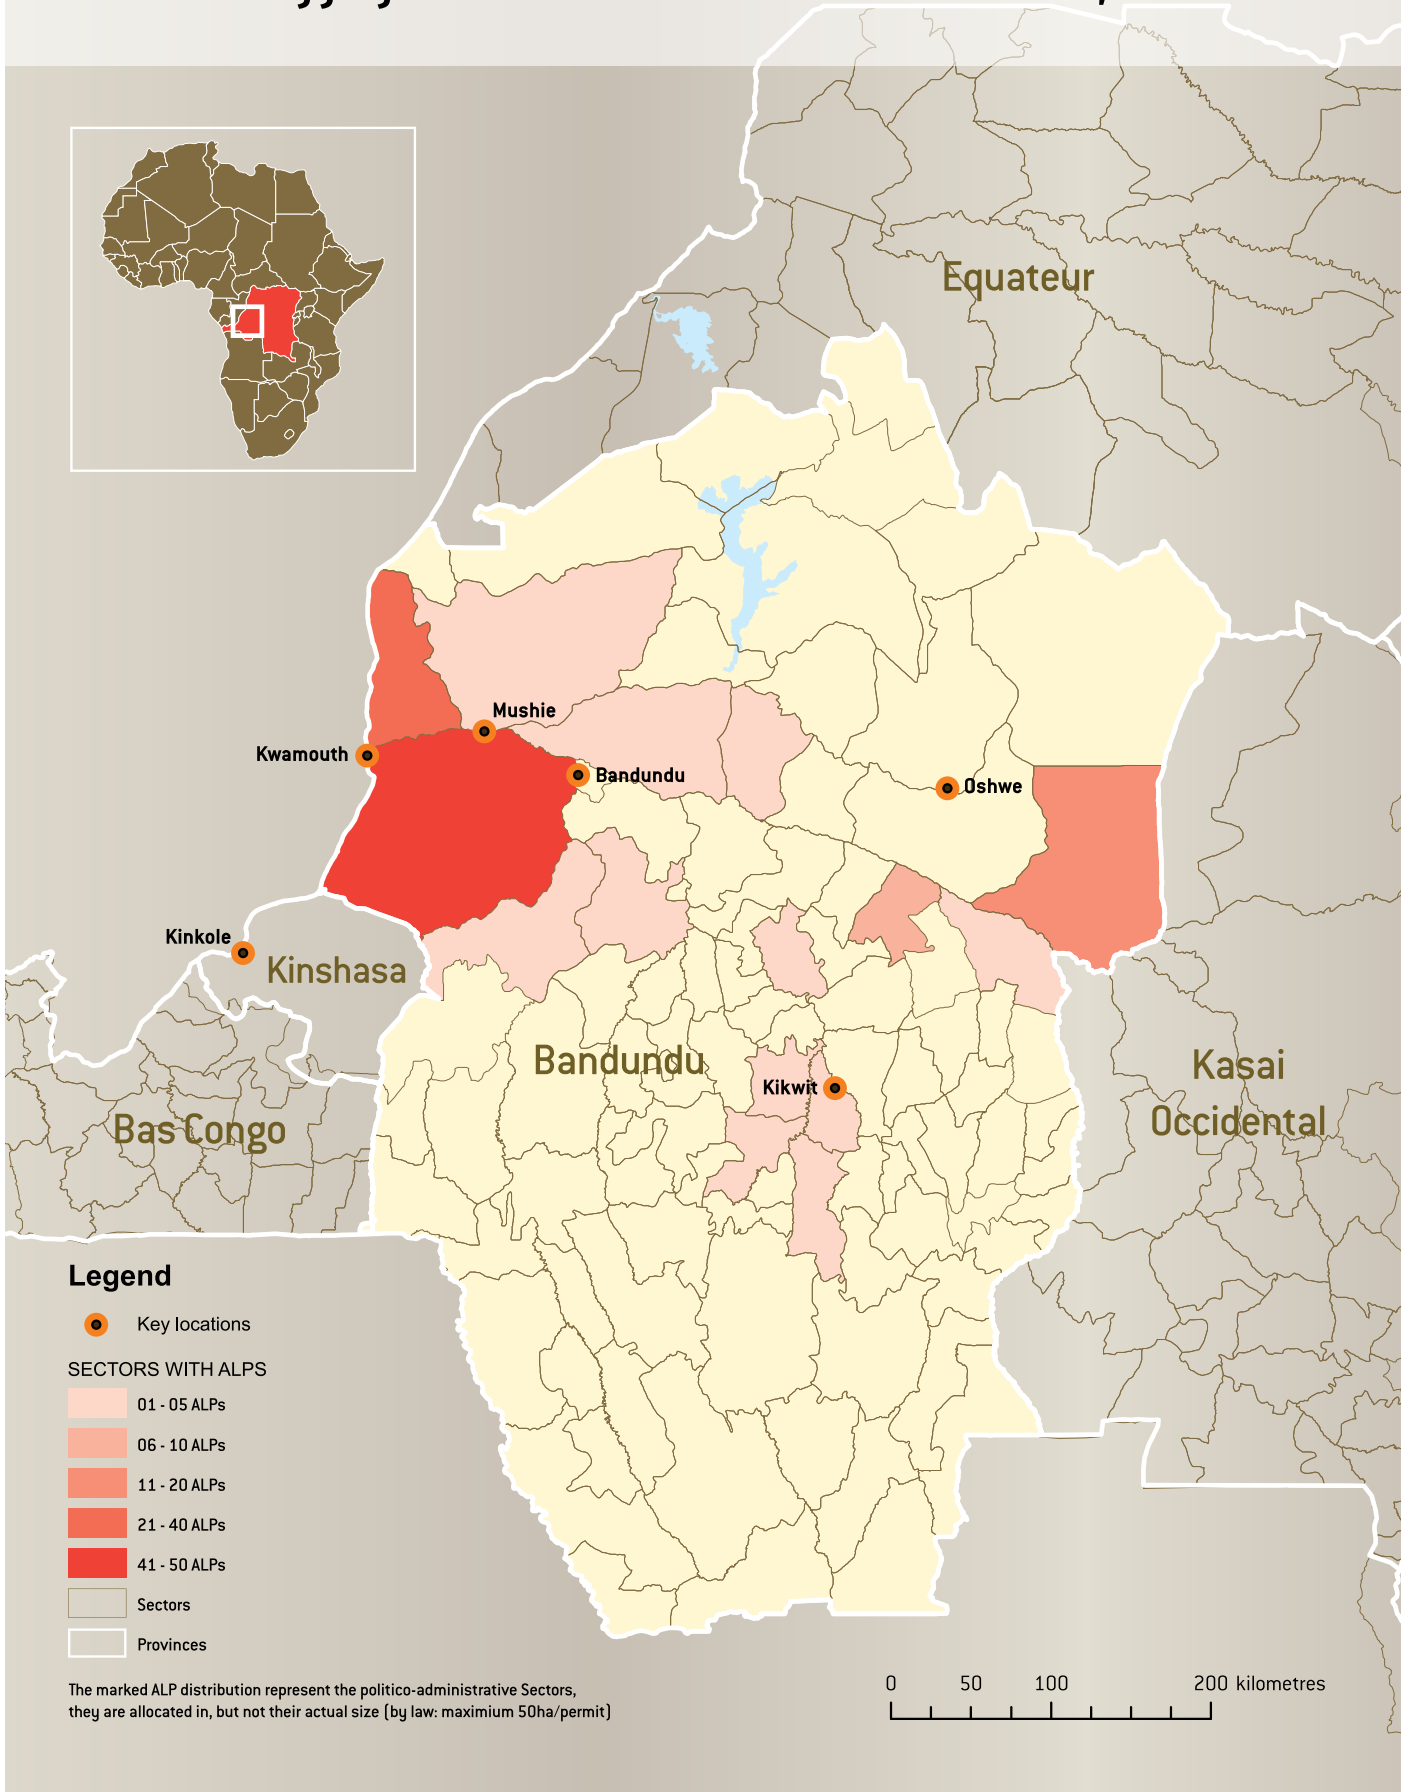 Equateur
Mushie
Kwamouth
Bandundu
Oshwe
Kinkole
Kinshasa
Bandundu
Kasai
Occidental
Kikwit
Bas Congo
Legend
Key locations
SECTORS WITH ALPS
01 - 05 ALPs
06 - 10 ALPs
11 - 20 ALPs
21 - 40 ALPs
41 - 50 ALPs
Sectors
Provinces
The marked ALP distribution represent the politico-administrative Sectors,
they are allocated in, but not their actual size (by law: maximium 50ha/permit)
0 50 100 200 kilometres